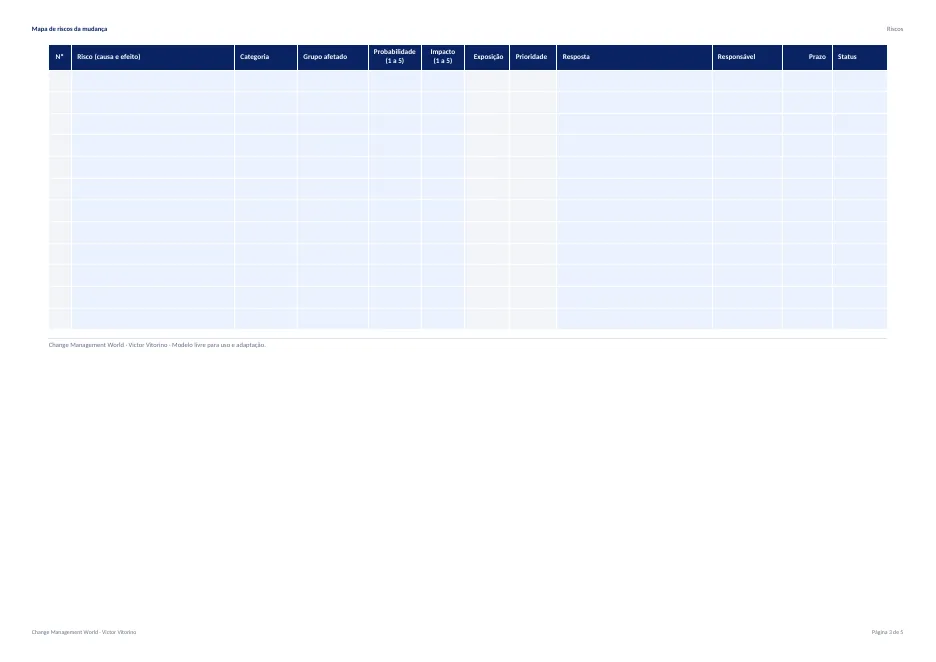 Mapa de riscos da mudança
Riscos
N° Risco (causa e efeito) Categoria Grupo afetado Probabilidade (1 a 5) Impacto (1 a 5) Exposição Prioridade Resposta Responsável Prazo Status
Change Management World · Victor Vitorino · Modelo livre para uso e adaptação.
Change Management World · Victor Vitorino
Página 3 de 5